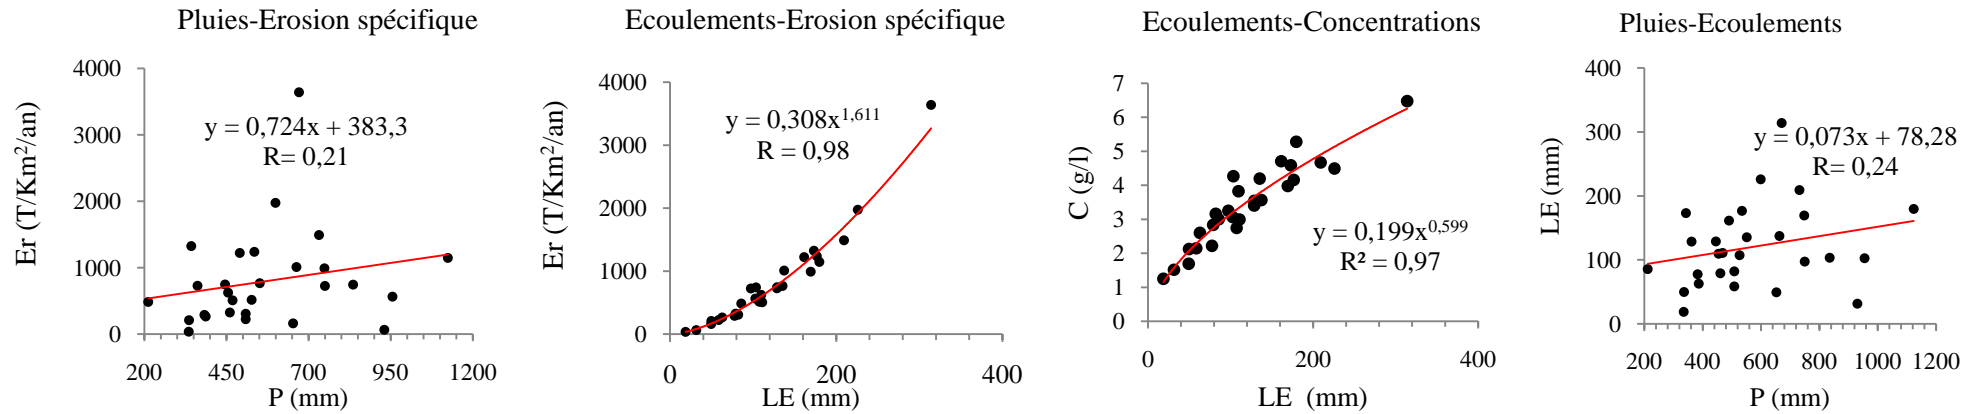 Pluies-Erosion spécifique
Er (T/Km²/an)
4000
3000
2000
1000
0
y = 0,724x + 383,3
R= 0,21
200 450 700 950 1200
P (mm)
Ecoulements-Erosion spécifique
Er (T/Km²/an)
4000
3000
2000
1000
0
y = 0,308x^1,611
R = 0,98
0 200 400
LE (mm)
Ecoulements-Concentrations
C (g/l)
7
6
5
4
3
2
1
0
y = 0,199x^0,599
R² = 0,97
0 200 400
LE (mm)
Pluies-Ecoulements
LE (mm)
400
300
200
100
0
y = 0,073x + 78,28
R= 0,24
200 400 600 800 1000 1200
P (mm)